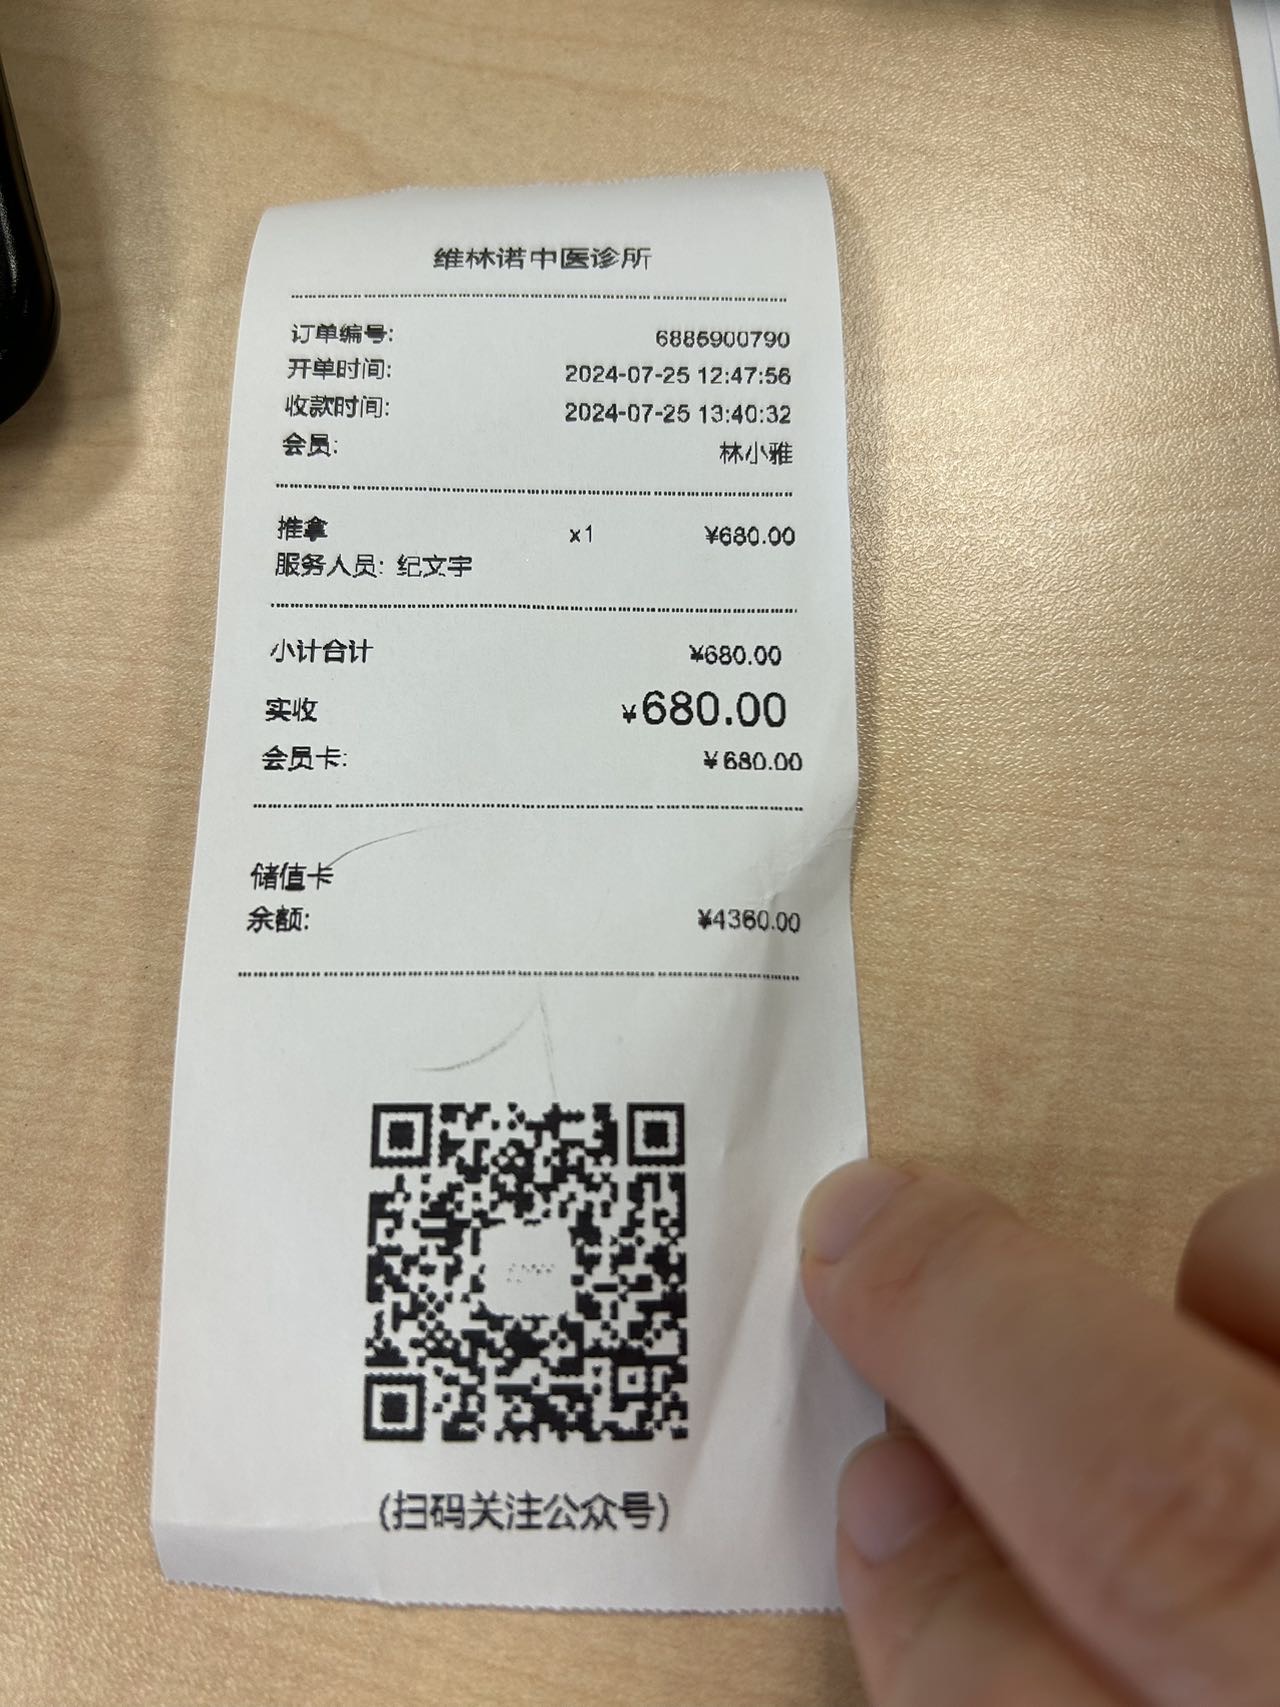 维林诺中医诊所
订单编号: 6885900790
开单时间: 2024-07-25 12:47:56
收款时间: 2024-07-25 13:40:32
会员: 林小雅
推拿 x1 ¥680.00
服务人员: 纪文宇
小计合计 ¥680.00
实收 ¥680.00
会员卡: ¥680.00
储值卡
余额: ¥4360.00
(扫码关注公众号)